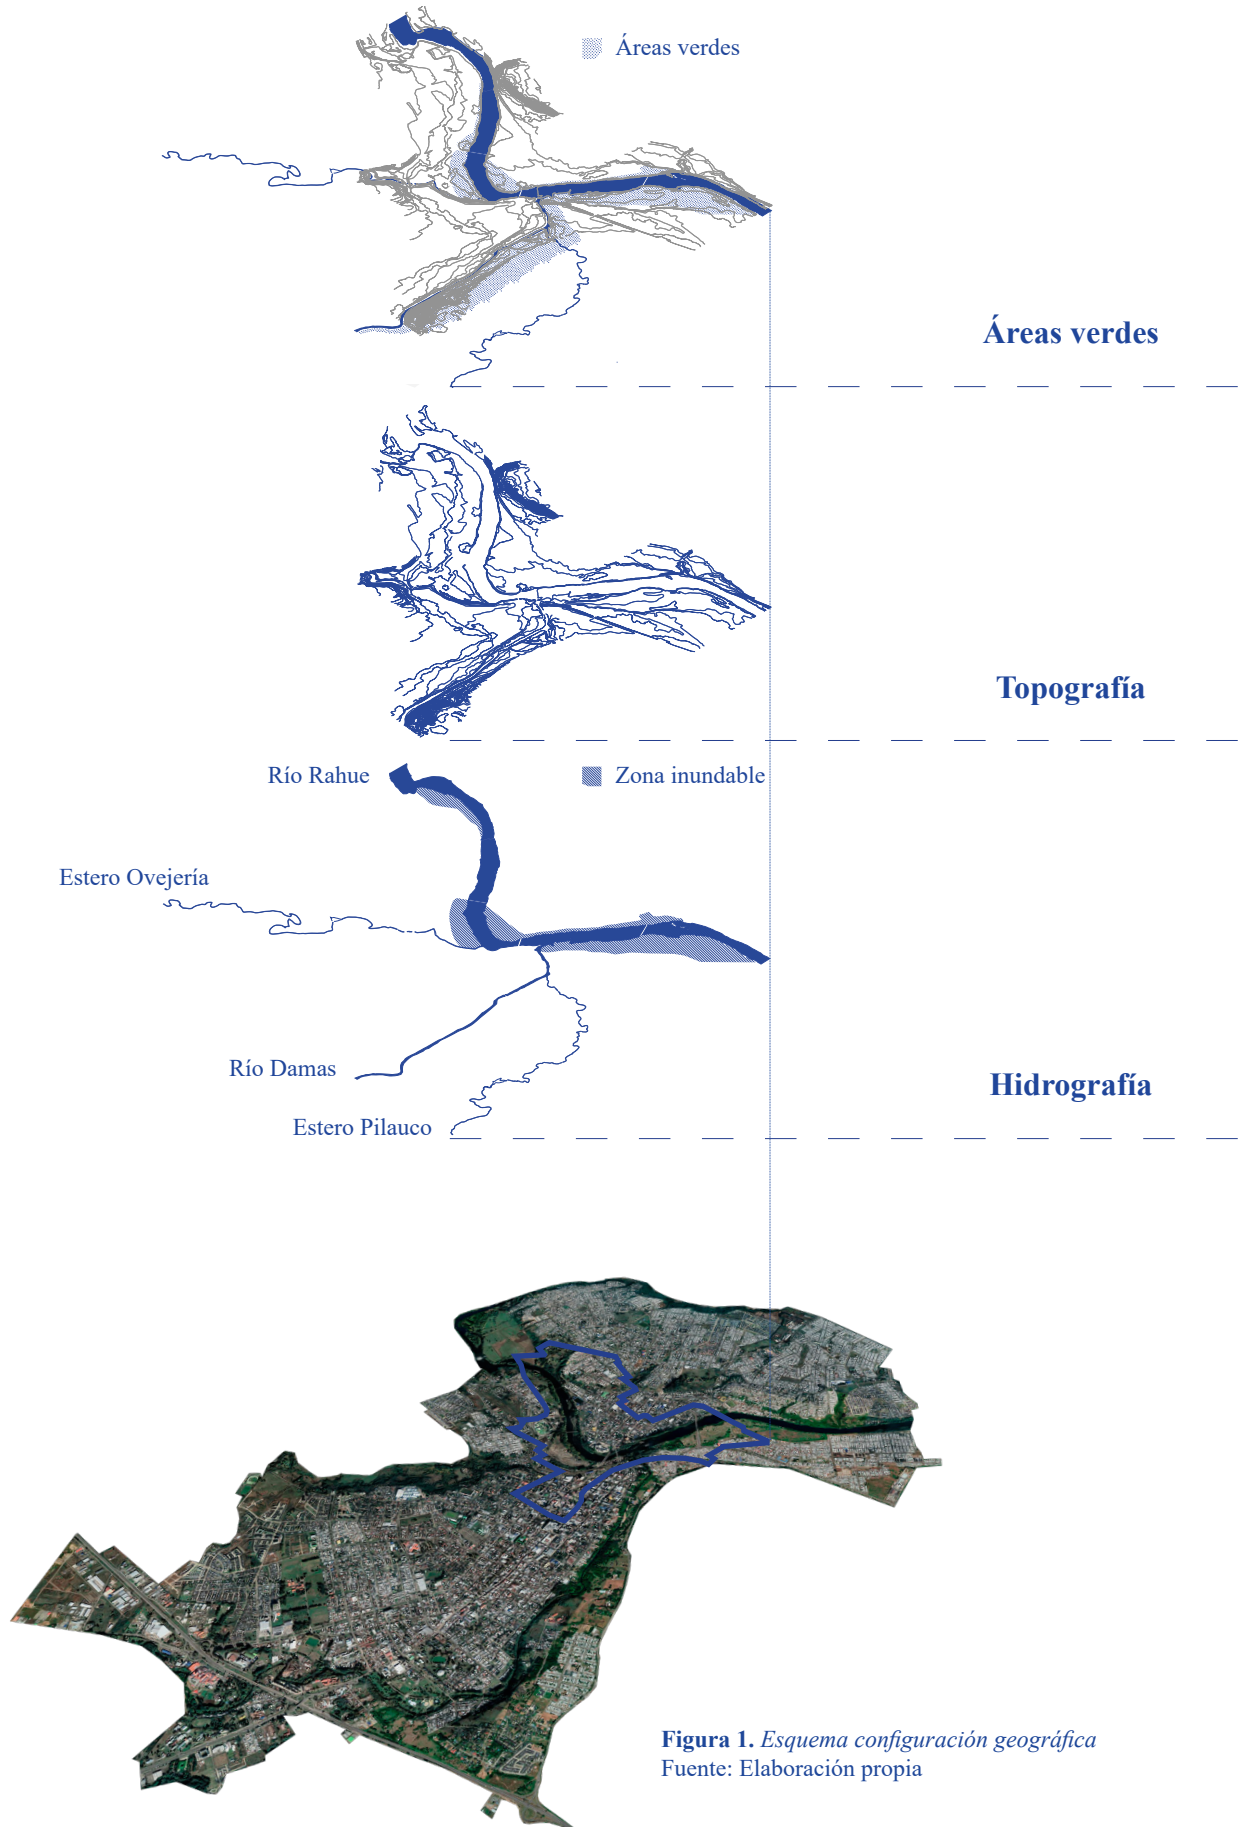 Áreas verdes
Áreas verdes
Topografía
Río Rahue
Zona inundable
Estero Ovejería
Río Damas
Hidrografía
Estero Pilauco
Figura 1. Esquema configuración geográfica
Fuente: Elaboración propia